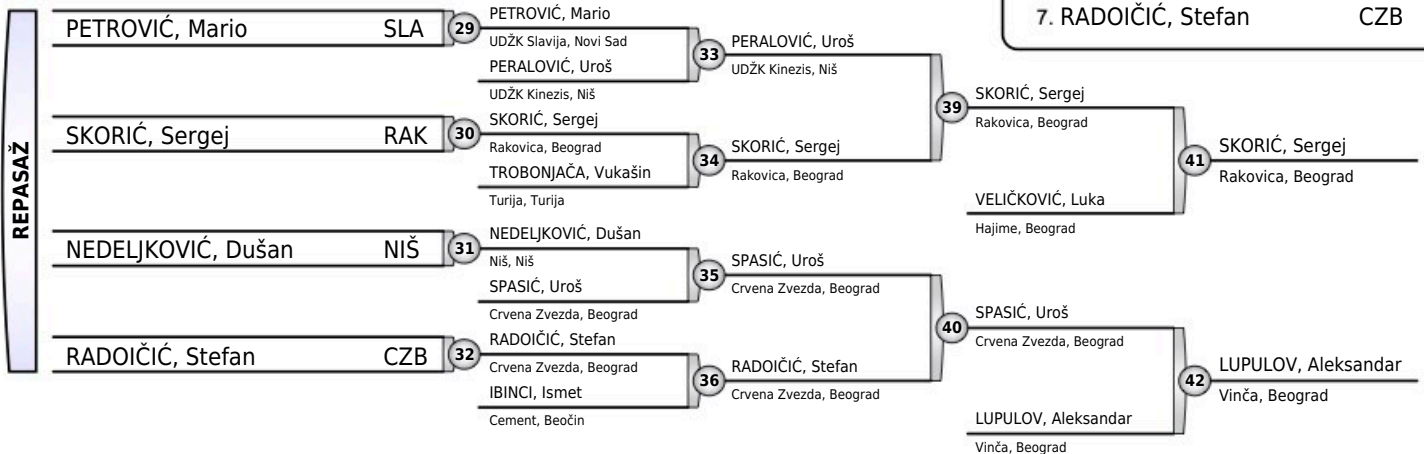 7. RADOIČIĆ, Stefan CZB
REPASAŽ
PETROVIĆ, Mario SLA
29
SKORIĆ, Sergej RAK
30
NEDELJKOVIĆ, Dušan NIŠ
31
RADOIČIĆ, Stefan CZB
32
PETROVIĆ, Mario
UDŽK Slavija, Novi Sad
PERALOVIĆ, Uroš
UDŽK Kinezis, Niš
33
SKORIĆ, Sergej
Rakovica, Beograd
TROBONJAČA, Vukašin
Turija, Turija
34
NEDELJKOVIĆ, Dušan
Niš, Niš
SPASIĆ, Uroš
Crvena Zvezda, Beograd
35
RADOIČIĆ, Stefan
Crvena Zvezda, Beograd
IBINCI, Ismet
Cement, Beočin
36
PERALOVIĆ, Uroš
UDŽK Kinezis, Niš
SKORIĆ, Sergej
Rakovica, Beograd
39
SPASIĆ, Uroš
Crvena Zvezda, Beograd
RADOIČIĆ, Stefan
Crvena Zvezda, Beograd
40
SKORIĆ, Sergej
Rakovica, Beograd
VELIČKOVIĆ, Luka
Hajime, Beograd
41
SPASIĆ, Uroš
Crvena Zvezda, Beograd
LUPULOV, Aleksandar
Vinča, Beograd
42
SKORIĆ, Sergej
Rakovica, Beograd
LUPULOV, Aleksandar
Vinča, Beograd